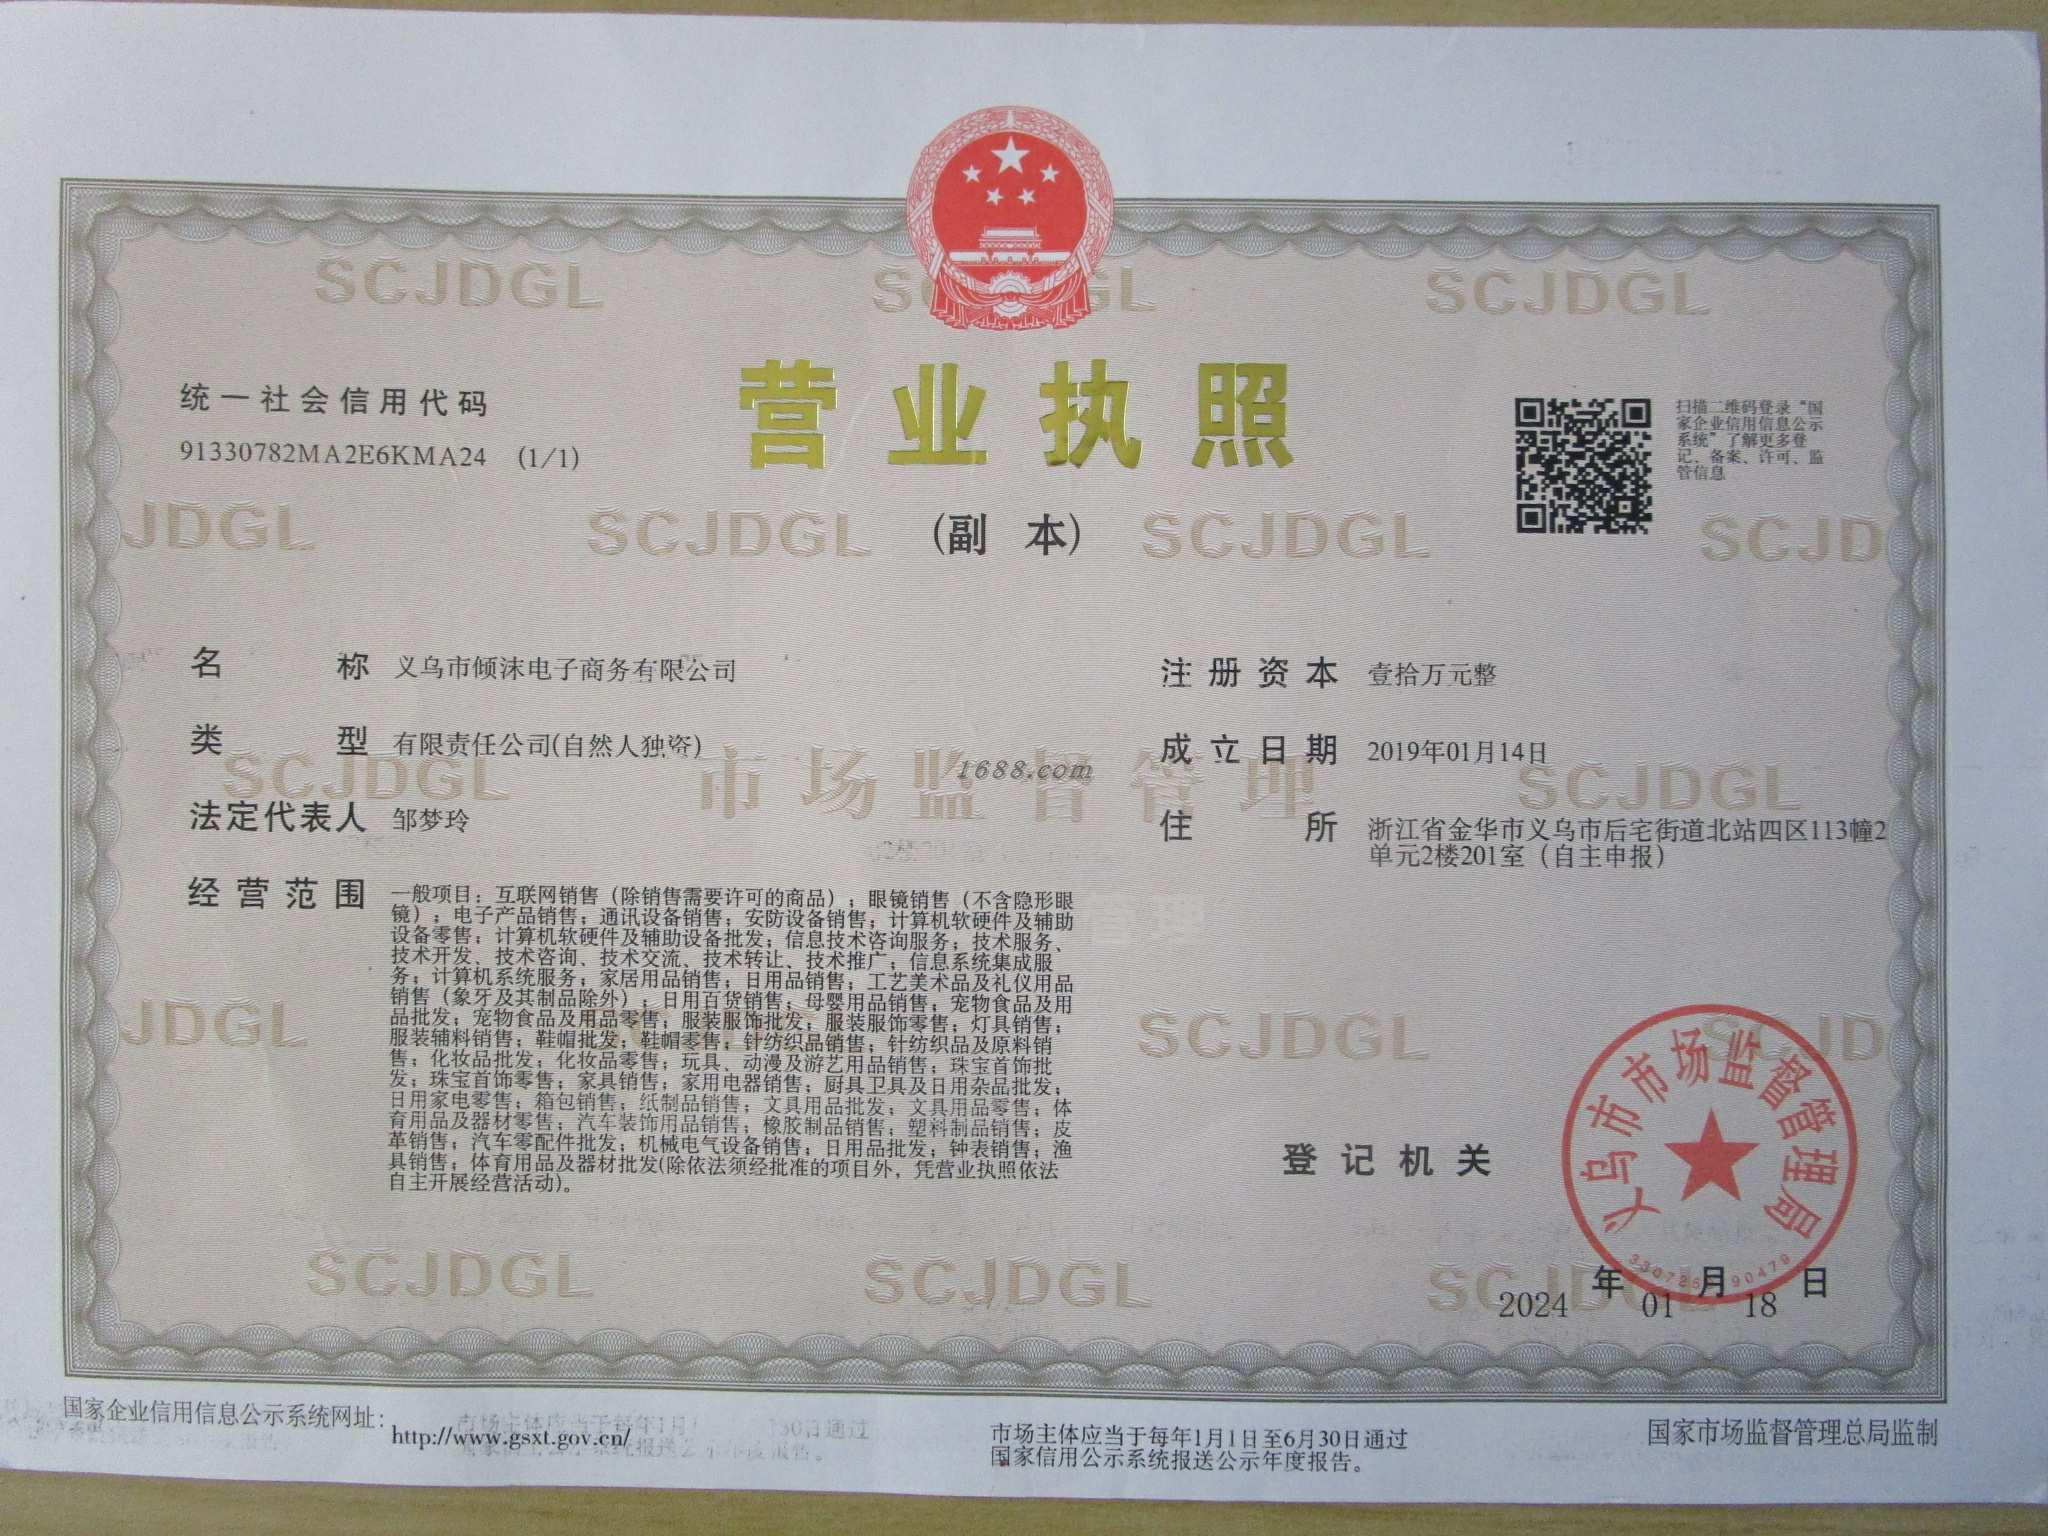 SCJDGL
SCJDGL
统一社会信用代码
91330782MA2E6KMA24 (1/1)
营业执照
(副 本)
扫描二维码登录“国
家企业信用信息公示
系统”了解更多登
记、备案、许可、监
管信息
JDGL
SCJDGL
SCJDGL
SCJD
名称 义乌市倾沫电子商务有限公司
类型 有限责任公司(自然人独资)
法定代表人 邹梦玲
经营范围 一般项目：互联网销售（除销售需要许可的商品）；眼镜销售（不含隐形眼
镜）；电子产品销售；通讯设备销售；安防设备销售；计算机软硬件及辅助
设备零售；计算机软硬件及辅助设备批发；信息技术咨询服务；技术服务、
技术开发、技术咨询、技术交流、技术转让、技术推广；信息系统集成服
务；计算机系统服务；家居用品销售；日用品销售；工艺美术品及礼仪用品
销售（象牙及其制品除外）；日用百货销售；母婴用品销售；宠物食品及用
品批发；宠物食品及用品零售；服装服饰批发；服装服饰零售；灯具销售；
服装辅料销售；鞋帽批发；鞋帽零售；针纺织品销售；针纺织品及原料销
售；化妆品批发；化妆品零售；玩具、动漫及游艺用品销售；珠宝首饰批
发；珠宝首饰零售；家具销售；家用电器销售；厨具卫具及日用杂品批发；
日用家电零售；箱包销售；纸制品销售；文具用品批发；文具用品零售；体
育用品及器材零售；汽车装饰用品销售；橡胶制品销售；塑料制品销售；皮
革销售；汽车零配件批发；机械电气设备销售；日用品批发；钟表销售；渔
具销售；体育用品及器材批发(除依法须经批准的项目外，凭营业执照依法
自主开展经营活动)。
注册资本 壹拾万元整
成立日期 2019年01月14日
住所 浙江省金华市义乌市后宅街道北站四区113幢2
单元2楼201室（自主申报）
SCJDGL
市场监督管理
1688.com
SCJDGL
JDGL
SCJDGL
SCJD
登记机关
义乌市市场监督管理局
2024年01月18日
SCJDGL
SCJDGL
SCJDGL
国家企业信用信息公示系统网址：
http://www.gsxt.gov.cn/
市场主体应当于每年1月1日至6月30日通过
国家信用公示系统报送公示年度报告。
国家市场监督管理总局监制